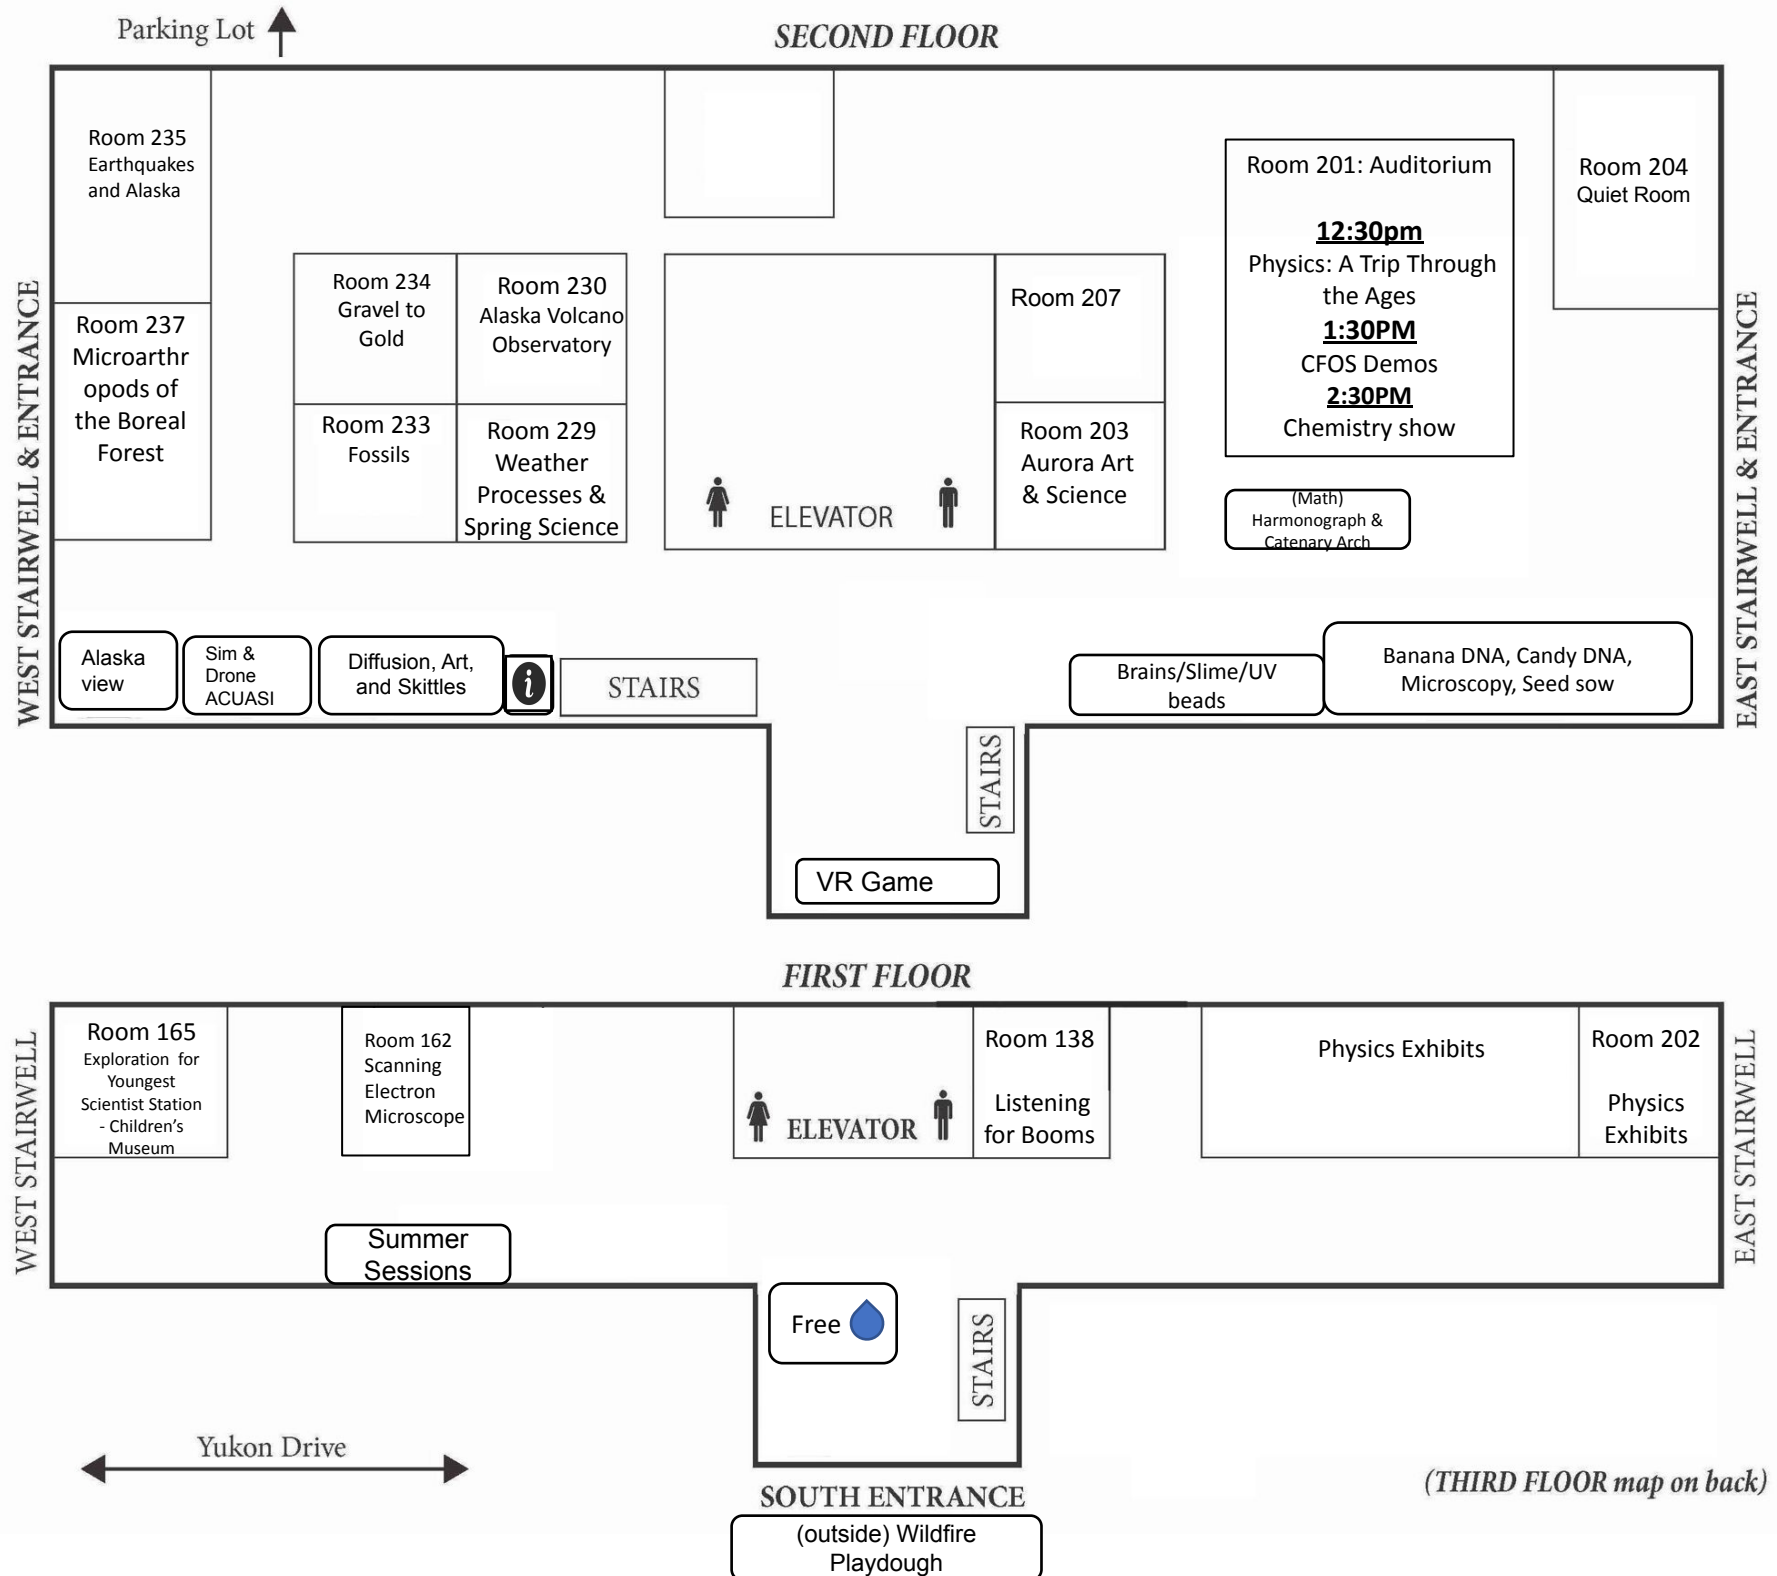 Parking Lot
SECOND FLOOR
WEST STAIRWELL & ENTRANCE
Room 235
Earthquakes
and Alaska
Room 237
Microarthr
opods of
the Boreal
Forest
Room 234
Gravel to
Gold
Room 230
Alaska Volcano
Observatory
Room 233
Fossils
Room 229
Weather
Processes &
Spring Science
ELEVATOR
Room 207
Room 203
Aurora Art
& Science
Room 201: Auditorium
12:30pm
Physics: A Trip Through
the Ages
1:30PM
CFOS Demos
2:30PM
Chemistry show
(Math)
Harmonograph &
Catenary Arch
Room 204
Quiet Room
EAST STAIRWELL & ENTRANCE
Alaska
view
Sim &
Drone
ACUASI
Diffusion, Art,
and Skittles
i
STAIRS
Brains/Slime/UV
beads
Banana DNA, Candy DNA,
Microscopy, Seed sow
STAIRS
VR Game
FIRST FLOOR
WEST STAIRWELL
Room 165
Exploration for
Youngest
Scientist Station
- Children’s
Museum
Room 162
Scanning
Electron
Microscope
ELEVATOR
Room 138
Listening
for Booms
Physics Exhibits
Room 202
Physics
Exhibits
EAST STAIRWELL
Summer
Sessions
Free
STAIRS
Yukon Drive
SOUTH ENTRANCE
(outside) Wildfire
Playdough
(THIRD FLOOR map on back)